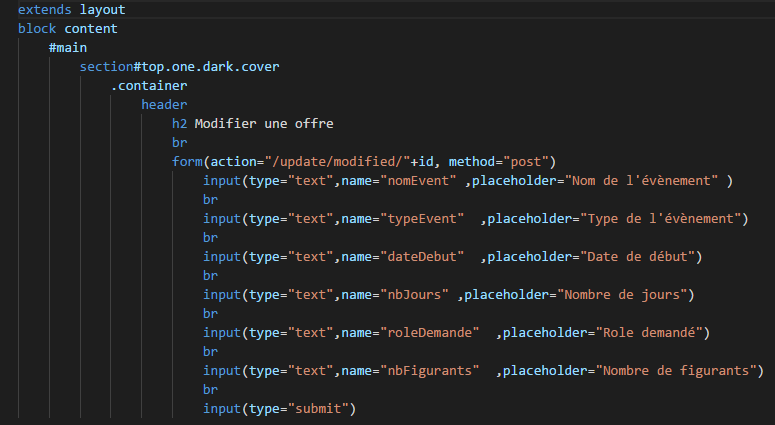 extends layout
block content
    #main
        section#top.one.dark.cover
            .container
                header
                    h2 Modifier une offre
                    br
                    form(action="/update/modified/"+id, method="post")
                        input(type="text",name="nomEvent" ,placeholder="Nom de l'évènement" )
                        br
                        input(type="text",name="typeEvent"  ,placeholder="Type de l'évènement")
                        br
                        input(type="text",name="dateDebut"  ,placeholder="Date de début")
                        br
                        input(type="text",name="nbJours" ,placeholder="Nombre de jours")
                        br
                        input(type="text",name="roleDemande"  ,placeholder="Role demandé")
                        br
                        input(type="text",name="nbFigurants"  ,placeholder="Nombre de figurants")
                        br
                        input(type="submit")